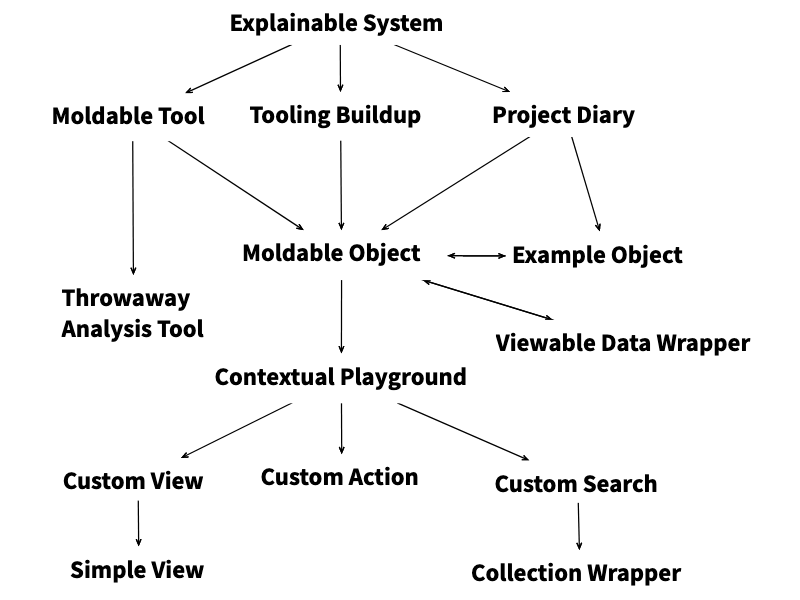 Explainable System
Moldable Tool
Tooling Buildup
Project Diary
Moldable Object
Example Object
Throwaway
Analysis Tool
Viewable Data Wrapper
Contextual Playground
Custom View
Custom Action
Custom Search
Simple View
Collection Wrapper